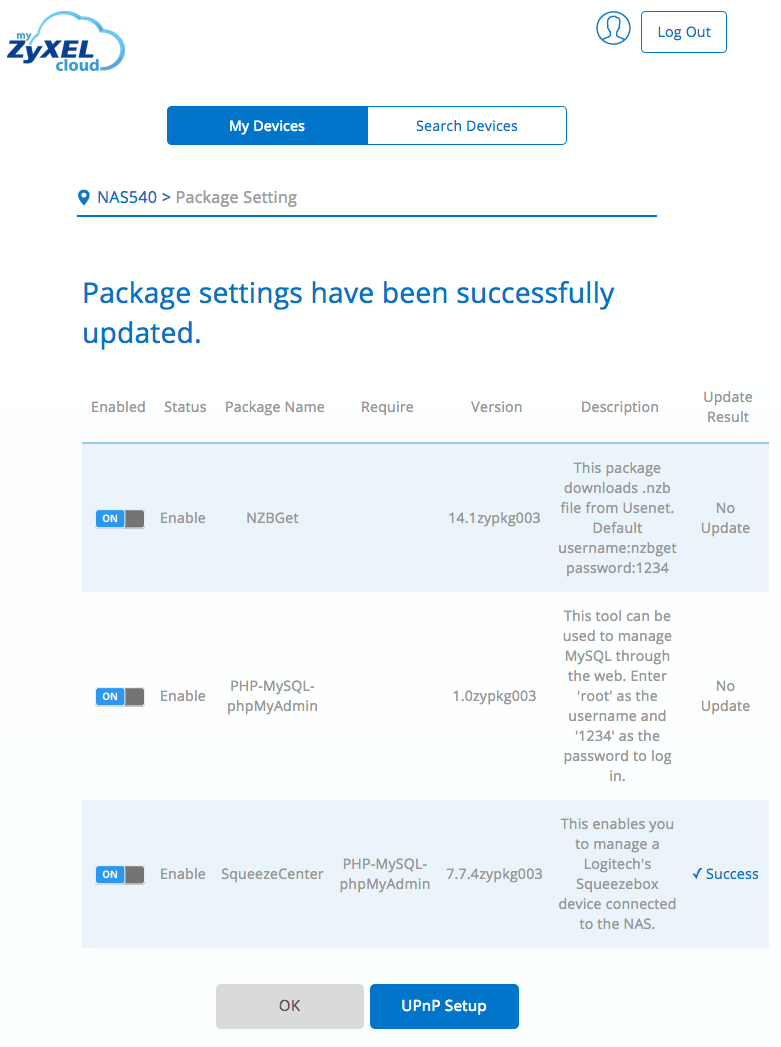 my
ZyXEL
cloud
Log Out
My Devices
Search Devices
NAS540 > Package Setting
Package settings have been successfully
updated.
Enabled Status Package Name Require Version Description Update
Result
ON Enable NZBGet 14.1zypkg003
This package
downloads .nzb
file from Usenet.
Default
username:nzbget
password:1234
No
Update
ON Enable
PHP-MySQL-
phpMyAdmin
1.0zypkg003
This tool can be
used to manage
MySQL through
the web. Enter
'root' as the
username and
'1234' as the
password to log
in.
No
Update
ON Enable SqueezeCenter
PHP-MySQL-
phpMyAdmin
7.7.4zypkg003
This enables you
to manage a
Logitech's
Squeezebox
device connected
to the NAS.
✓ Success
OK
UPnP Setup